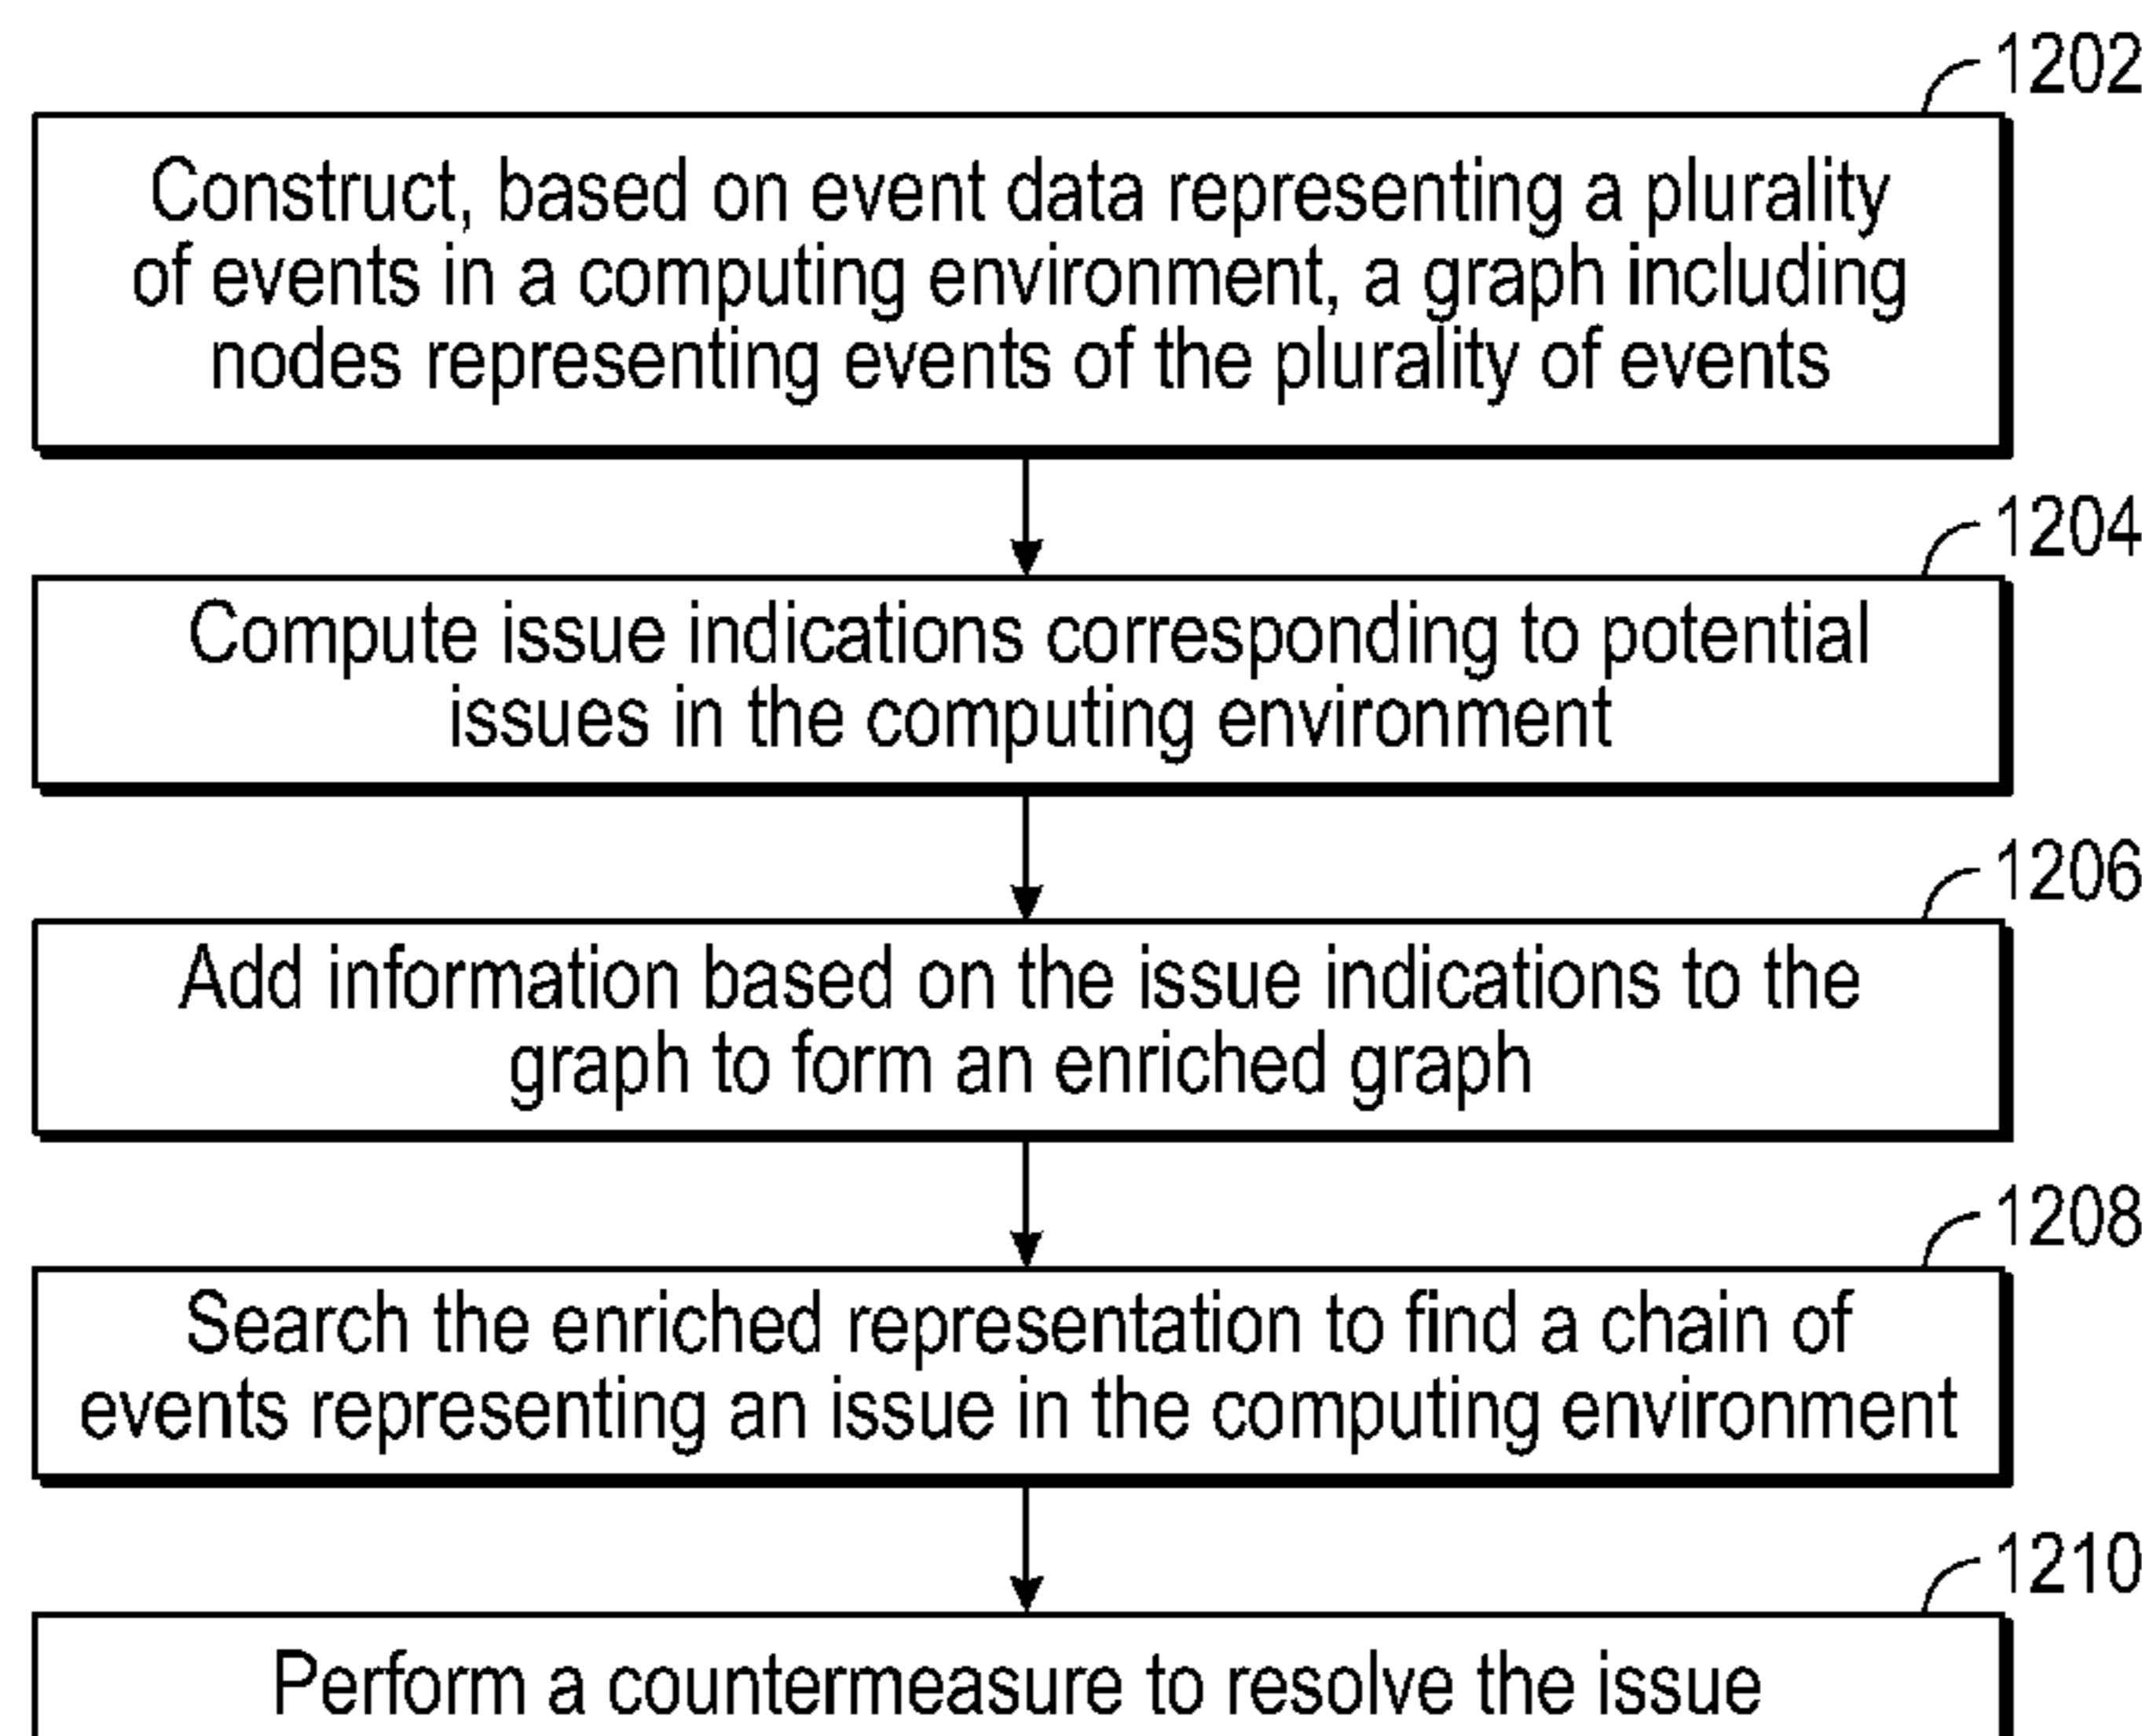 1202
Construct, based on event data representing a plurality
of events in a computing environment, a graph including
nodes representing events of the plurality of events
1204
Compute issue indications corresponding to potential
issues in the computing environment
1206
Add information based on the issue indications to the
graph to form an enriched graph
1208
Search the enriched representation to find a chain of
events representing an issue in the computing environment
1210
Perform a countermeasure to resolve the issue